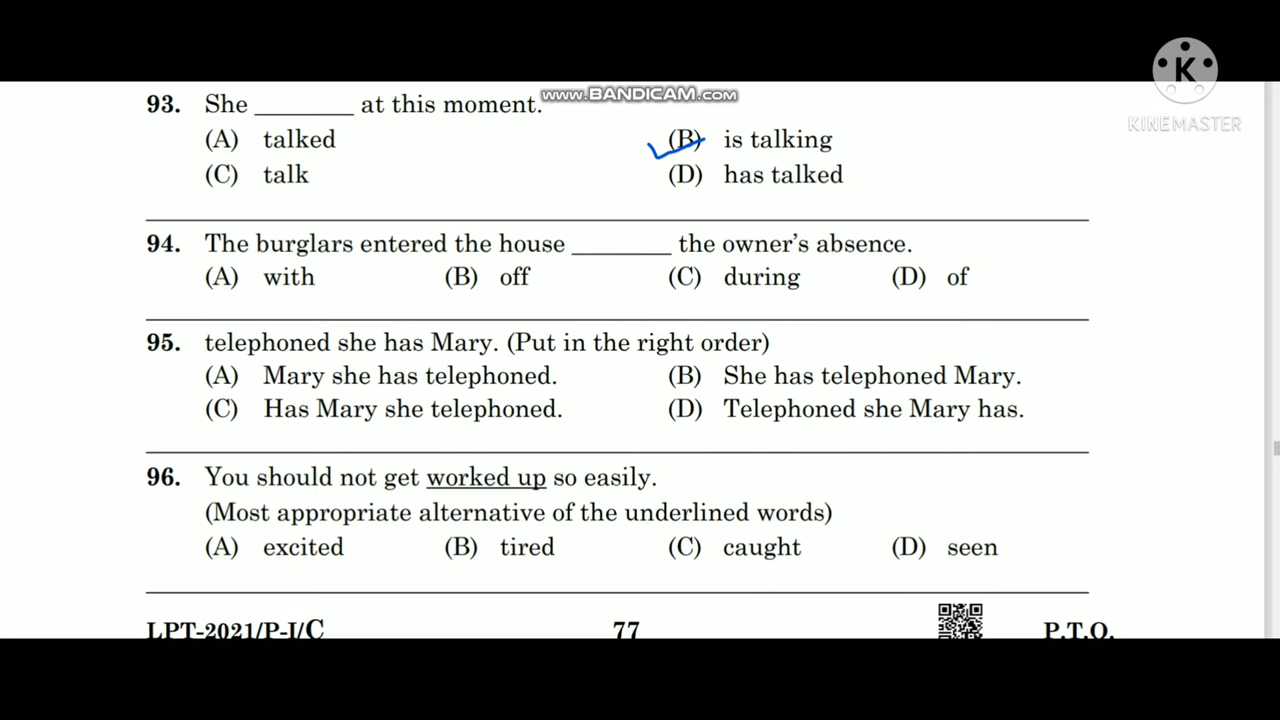 www.BANDICAM.com
K
KINEMASTER
93. She ________ at this moment.
(A) talked (B) is talking
(C) talk (D) has talked
94. The burglars entered the house ________ the owner's absence.
(A) with (B) off (C) during (D) of
95. telephoned she has Mary. (Put in the right order)
(A) Mary she has telephoned. (B) She has telephoned Mary.
(C) Has Mary she telephoned. (D) Telephoned she Mary has.
96. You should not get worked up so easily.
(Most appropriate alternative of the underlined words)
(A) excited (B) tired (C) caught (D) seen
LPT-2021/P-I/C 77 P.T.O.